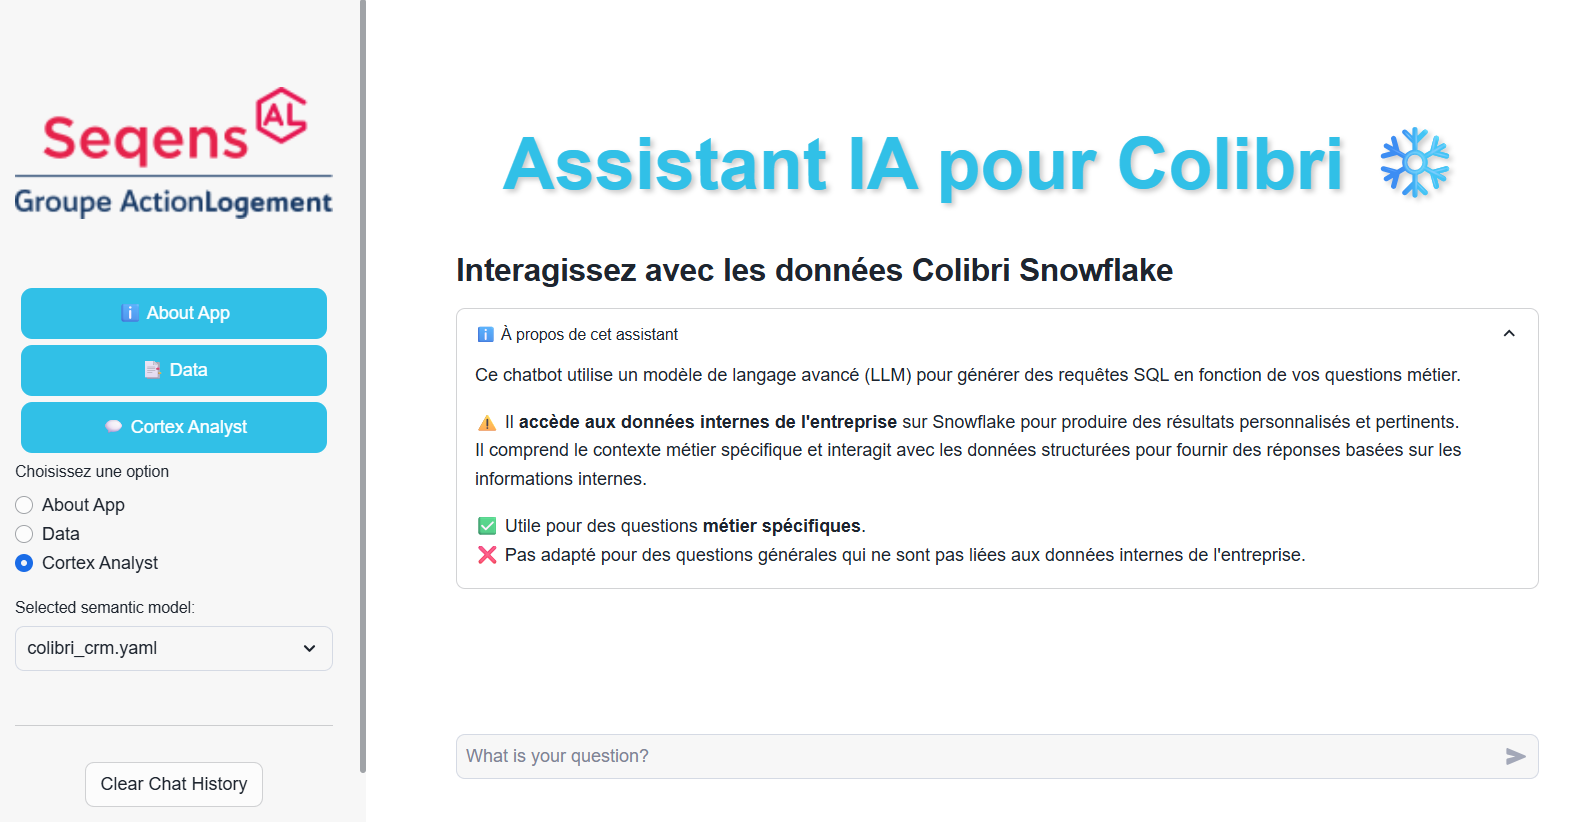 Seqens AL
Groupe ActionLogement
ℹ️ About App
📑 Data
💬 Cortex Analyst
Choisissez une option
About App
Data
Cortex Analyst
Selected semantic model:
colibri_crm.yaml
Clear Chat History
Assistant IA pour Colibri ❄️
Interagissez avec les données Colibri Snowflake
ℹ️ À propos de cet assistant
Ce chatbot utilise un modèle de langage avancé (LLM) pour générer des requêtes SQL en fonction de vos questions métier.
⚠️ Il accède aux données internes de l'entreprise sur Snowflake pour produire des résultats personnalisés et pertinents.
Il comprend le contexte métier spécifique et interagit avec les données structurées pour fournir des réponses basées sur les
informations internes.
✅ Utile pour des questions métier spécifiques.
❌ Pas adapté pour des questions générales qui ne sont pas liées aux données internes de l'entreprise.
What is your question?